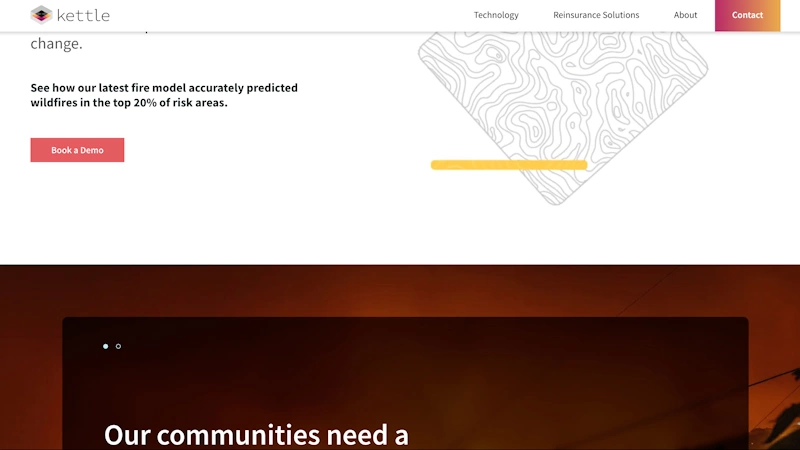 kettle
Technology
Reinsurance Solutions
About
Contact
change.
See how our latest fire model accurately predicted
wildfires in the top 20% of risk areas.
Book a Demo
Our communities need a